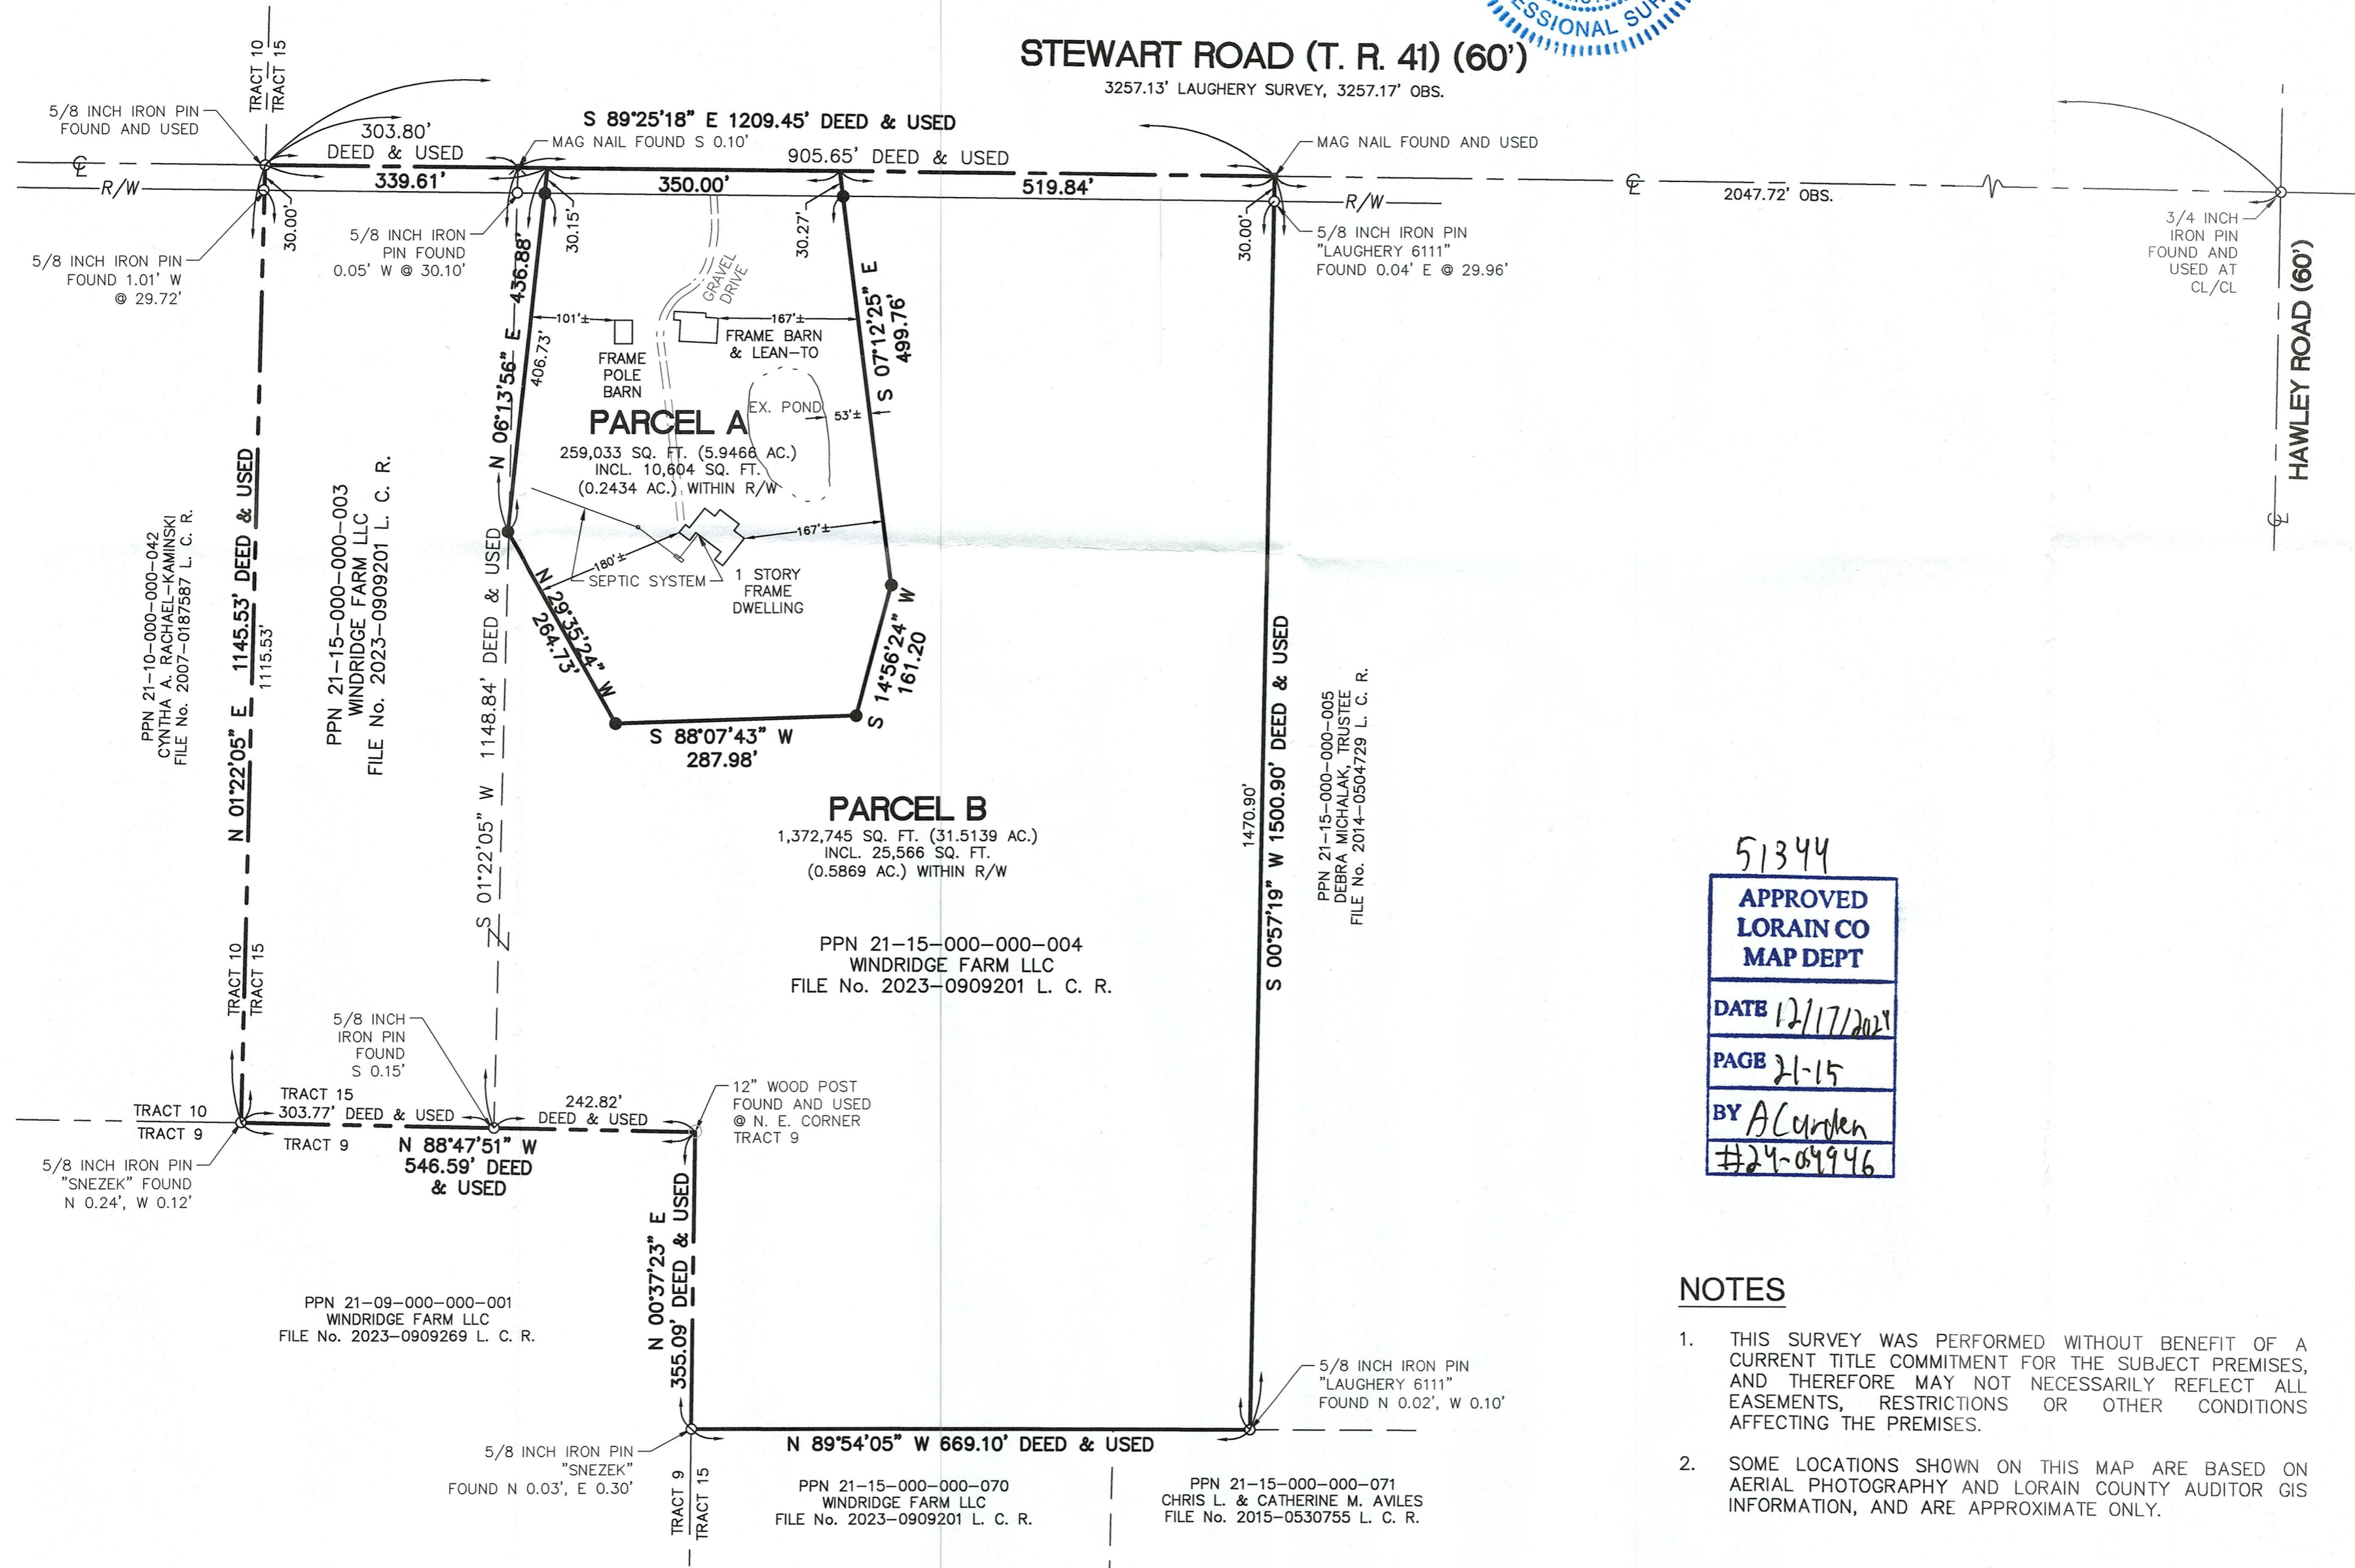 ESSIONAL SUR
STEWART ROAD (T. R. 41) (60')
3257.13' LAUGHERY SURVEY, 3257.17' OBS.
TRACT 10
TRACT 15
5/8 INCH IRON PIN
FOUND AND USED
S 89°25'18" E 1209.45' DEED & USED
303.80'
DEED & USED
MAG NAIL FOUND S 0.10'
905.65' DEED & USED
MAG NAIL FOUND AND USED
R/W
339.61'
350.00'
519.84'
R/W
2047.72' OBS.
30.00'
30.15'
30.27'
30.00'
5/8 INCH IRON PIN
FOUND 1.01' W
@ 29.72'
5/8 INCH IRON
PIN FOUND
0.05' W @ 30.10'
5/8 INCH IRON PIN
"LAUGHERY 6111"
FOUND 0.04' E @ 29.96'
3/4 INCH
IRON PIN
FOUND AND
USED AT
CL/CL
HAWLEY ROAD (60')
GRAVEL
DRIVE
N 06°13'56" E 436.88'
406.73'
101'±
167'±
FRAME
POLE
BARN
FRAME BARN
& LEAN-TO
S 07°12'25" E
499.76'
EX. POND
53'±
PARCEL A
259,033 SQ. FT. (5.9466 AC.)
INCL. 10,604 SQ. FT.
(0.2434 AC.) WITHIN R/W
167'±
180'±
SEPTIC SYSTEM
1 STORY
FRAME
DWELLING
N 29°35'24" W
264.73'
S 14°56'24" W
161.20
S 88°07'43" W
287.98'
PPN 21-10-000-000-042
CYNTHA A. RACHAEL-KAMINSKI
FILE No. 2007-0187587 L. C. R.
N 01°22'05" E 1145.53' DEED & USED
1115.53'
PPN 21-15-000-000-003
WINDRIDGE FARM LLC
FILE No. 2023-0909201 L. C. R.
S 01°22'05" W 1148.84' DEED & USED
1470.90'
S 00°57'19" W 1500.90' DEED & USED
PPN 21-15-000-000-005
DEBRA MICHALAK, TRUSTEE
FILE No. 2014-0504729 L. C. R.
PARCEL B
1,372,745 SQ. FT. (31.5139 AC.)
INCL. 25,566 SQ. FT.
(0.5869 AC.) WITHIN R/W
PPN 21-15-000-000-004
WINDRIDGE FARM LLC
FILE No. 2023-0909201 L. C. R.
51344
APPROVED
LORAIN CO
MAP DEPT
DATE 12/17/2024
PAGE 21-15
BY
#24-04946
TRACT 10
TRACT 15
5/8 INCH
IRON PIN
FOUND
S 0.15'
TRACT 10
TRACT 9
TRACT 15
303.77' DEED & USED
TRACT 9
242.82'
DEED & USED
12" WOOD POST
FOUND AND USED
@ N. E. CORNER
TRACT 9
N 88°47'51" W
546.59' DEED
& USED
5/8 INCH IRON PIN
"SNEZEK" FOUND
N 0.24', W 0.12'
N 00°37'23" E
355.09' DEED & USED
PPN 21-09-000-000-001
WINDRIDGE FARM LLC
FILE No. 2023-0909269 L. C. R.
5/8 INCH IRON PIN
"LAUGHERY 6111"
FOUND N 0.02', W 0.10'
N 89°54'05" W 669.10' DEED & USED
5/8 INCH IRON PIN
"SNEZEK"
FOUND N 0.03', E 0.30'
TRACT 9
TRACT 15
PPN 21-15-000-000-070
WINDRIDGE FARM LLC
FILE No. 2023-0909201 L. C. R.
PPN 21-15-000-000-071
CHRIS L. & CATHERINE M. AVILES
FILE No. 2015-0530755 L. C. R.
NOTES
1. THIS SURVEY WAS PERFORMED WITHOUT BENEFIT OF A
CURRENT TITLE COMMITMENT FOR THE SUBJECT PREMISES,
AND THEREFORE MAY NOT NECESSARILY REFLECT ALL
EASEMENTS, RESTRICTIONS OR OTHER CONDITIONS
AFFECTING THE PREMISES.
2. SOME LOCATIONS SHOWN ON THIS MAP ARE BASED ON
AERIAL PHOTOGRAPHY AND LORAIN COUNTY AUDITOR GIS
INFORMATION, AND ARE APPROXIMATE ONLY.